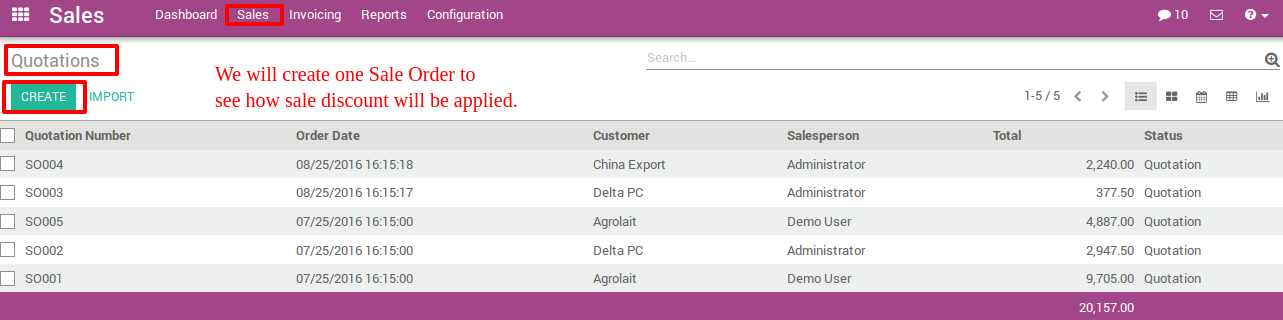 Sales Dashboard Sales Invoicing Reports Configuration 10 ?
Quotations
Search...
We will create one Sale Order to
see how sale discount will be applied.
CREATE IMPORT
1-5 / 5
Quotation Number Order Date Customer Salesperson Total Status
SO004 08/25/2016 16:15:18 China Export Administrator 2,240.00 Quotation
SO003 08/25/2016 16:15:17 Delta PC Administrator 377.50 Quotation
SO005 07/25/2016 16:15:00 Agrolait Demo User 4,887.00 Quotation
SO002 07/25/2016 16:15:00 Delta PC Administrator 2,947.50 Quotation
SO001 07/25/2016 16:15:00 Agrolait Demo User 9,705.00 Quotation
20,157.00